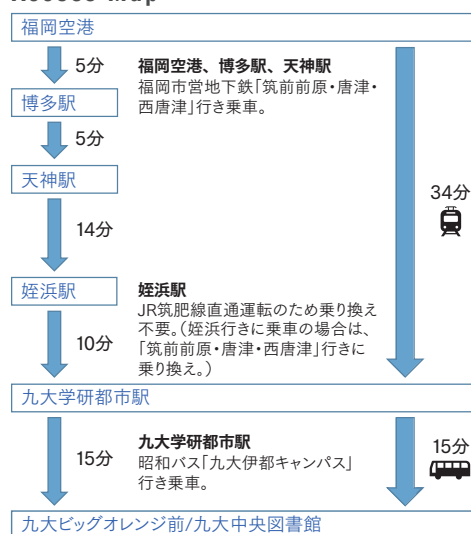 福岡空港
5分
福岡空港、博多駅、天神駅
福岡市営地下鉄「筑前前原・唐津・
西唐津」行き乗車。
博多駅
5分
天神駅
34分
14分
姪浜駅
姪浜駅
JR筑肥線直通運転のため乗り換え
不要。(姪浜行きに乗車の場合は、
「筑前前原・唐津・西唐津」行きに
乗り換え。)
10分
九大学研都市駅
九大学研都市駅
昭和バス「九大伊都キャンパス」
行き乗車。
15分
15分
九大ビッグオレンジ前/九大中央図書館